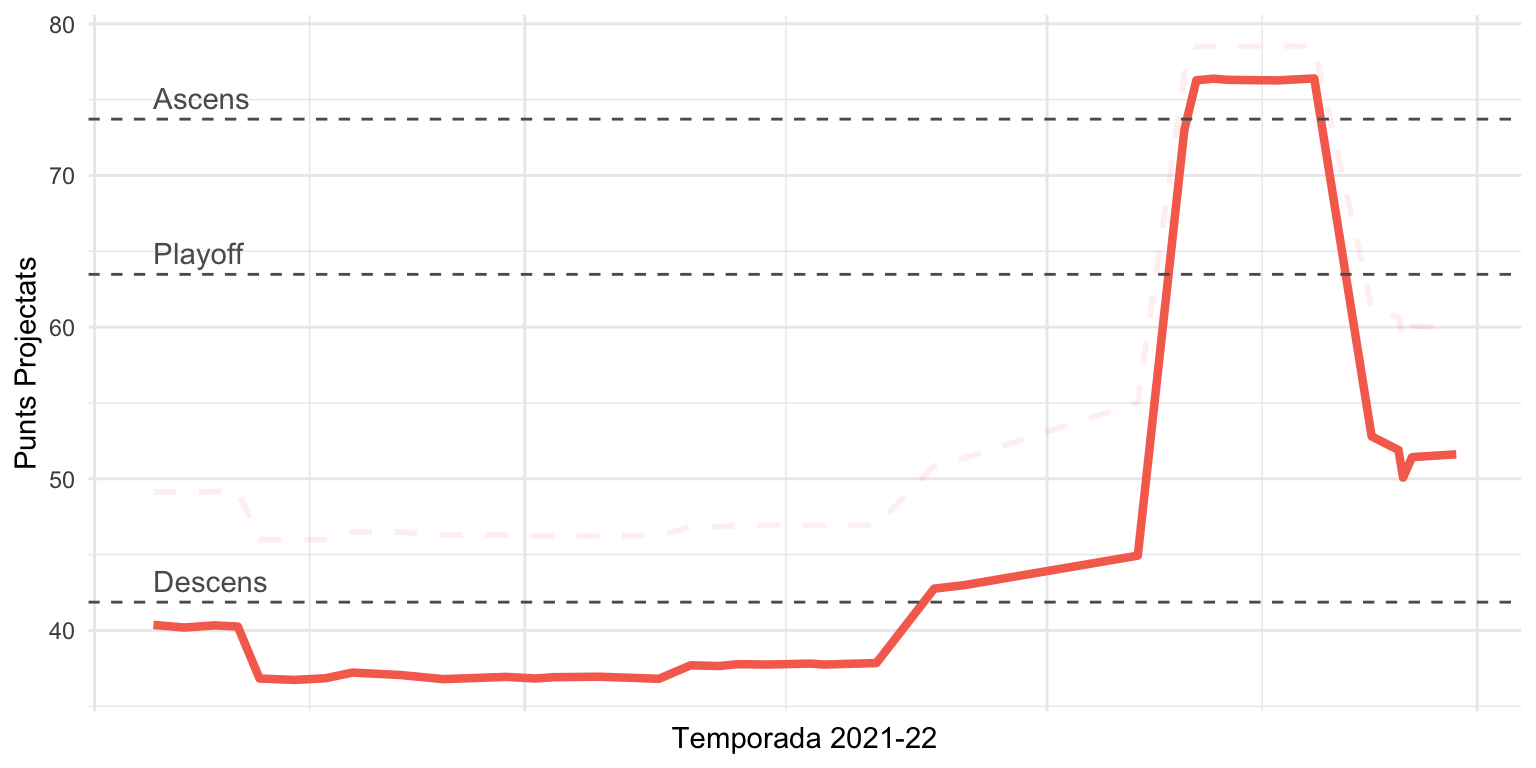 80
Ascens
70
Playoff
60
50
Descens
40
Punts Projectats
Temporada 2021-22